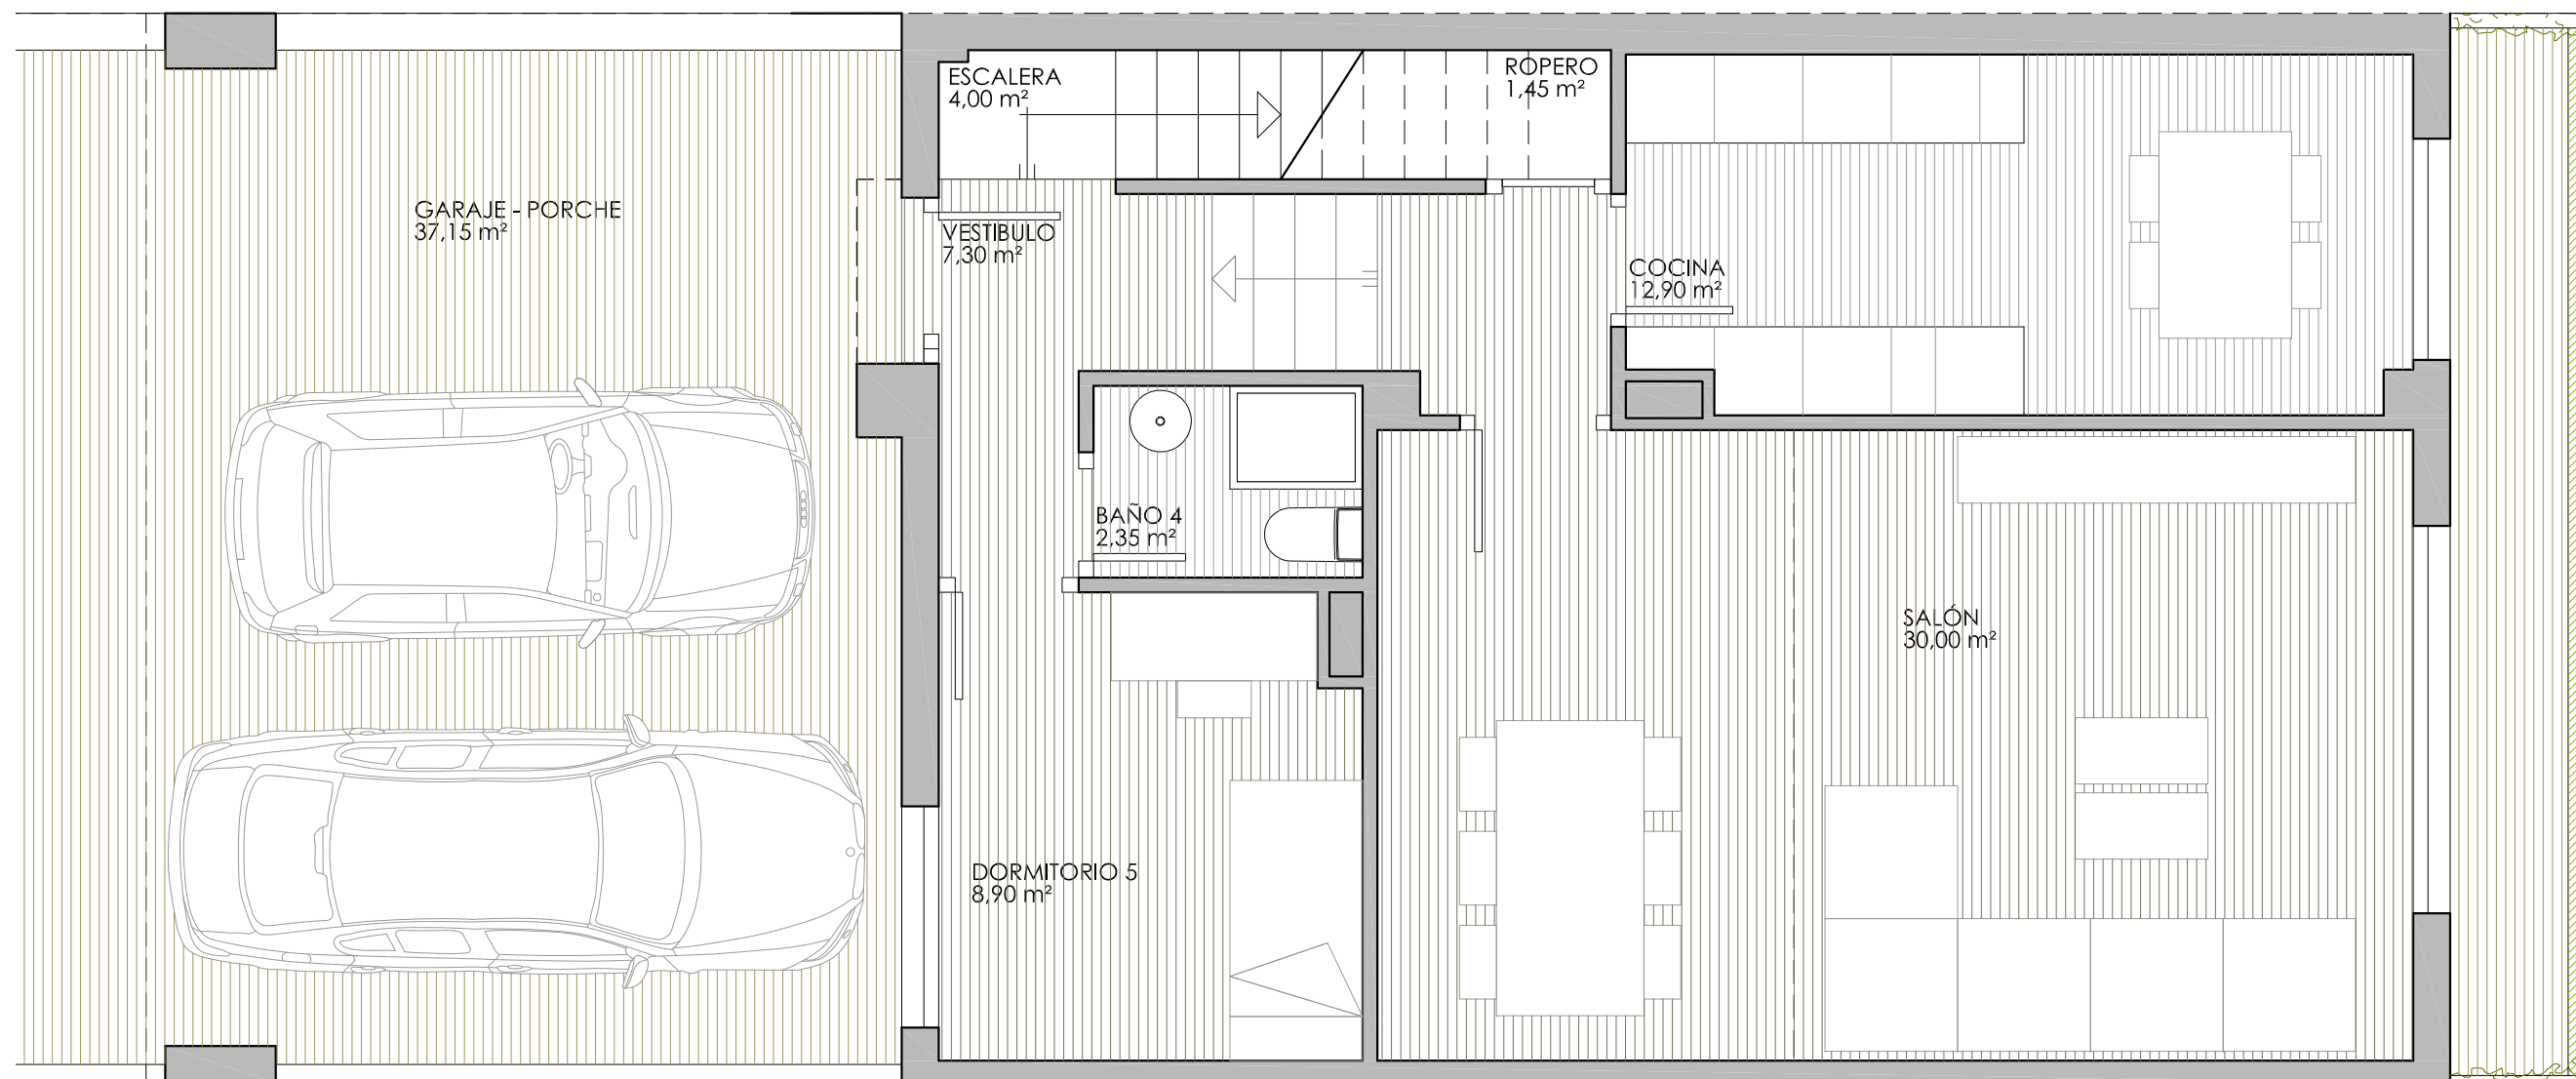 ESCALERA
4,00 m²
ROPERO
1,45 m²
GARAJE - PORCHE
37,15 m²
VESTIBULO
7,30 m²
COCINA
12,90 m²
BAÑO 4
2,35 m²
SALÓN
30,00 m²
DORMITORIO 5
8,90 m²